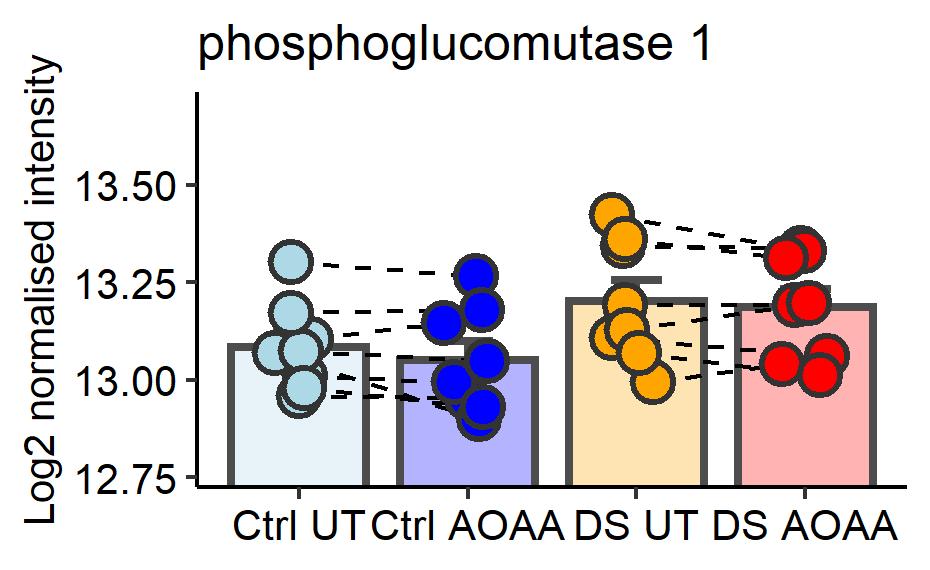 phosphoglucomutase 1
Log2 normalised intensity
13.50
13.25
13.00
12.75
Ctrl UT Ctrl AOAA DS UT DS AOAA